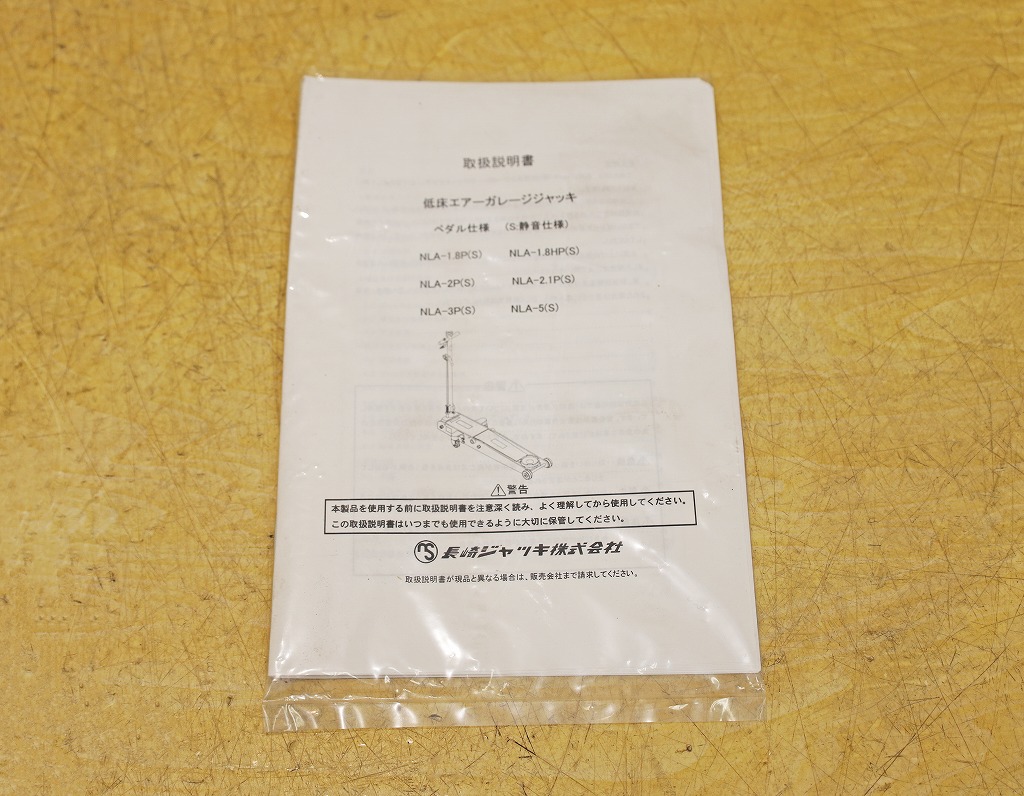 取扱説明書
低床エアーガレージジャッキ
ペダル仕様 (S:静音仕様)
NLA-1.8P(S) NLA-1.8HP(S)
NLA-2P(S) NLA-2.1P(S)
NLA-3P(S) NLA-5(S)
警告
本製品を使用する前に取扱説明書を注意深く読み、よく理解してから使用してください。
この取扱説明書はいつまでも使用できるように大切に保管してください。
長崎ジャッキ株式会社
取扱説明書が現品と異なる場合は、販売会社まで請求してください。